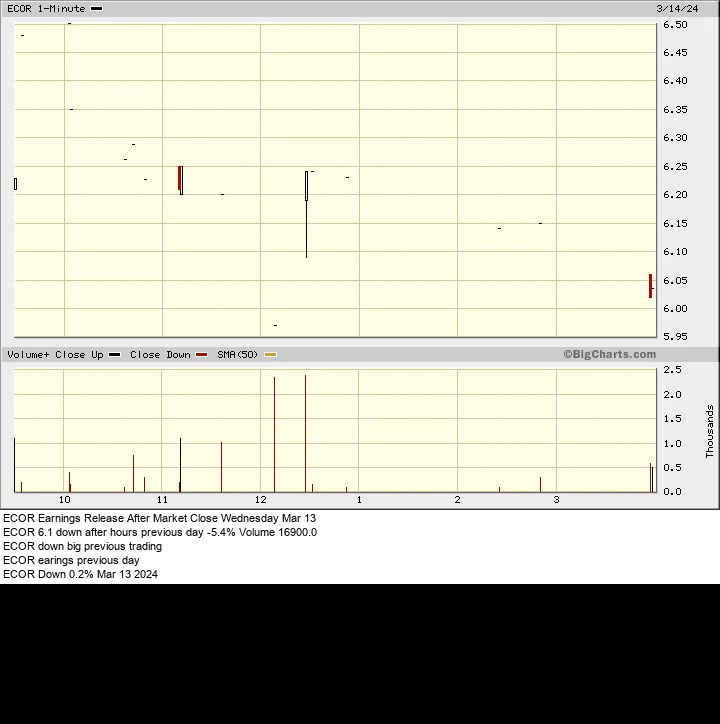 ECOR 1-Minute 3/14/24
6.50
6.45
6.40
6.35
6.30
6.25
6.20
6.15
6.10
6.05
6.00
5.95
Volume+ Close Up Close Down SMA(50) ©BigCharts.com
2.5
2.0
1.5
1.0
0.5
0.0
Thousands
10 11 12 1 2 3
ECOR Earnings Release After Market Close Wednesday Mar 13
ECOR 6.1 down after hours previous day -5.4% Volume 16900.0
ECOR down big previous trading
ECOR earings previous day
ECOR Down 0.2% Mar 13 2024